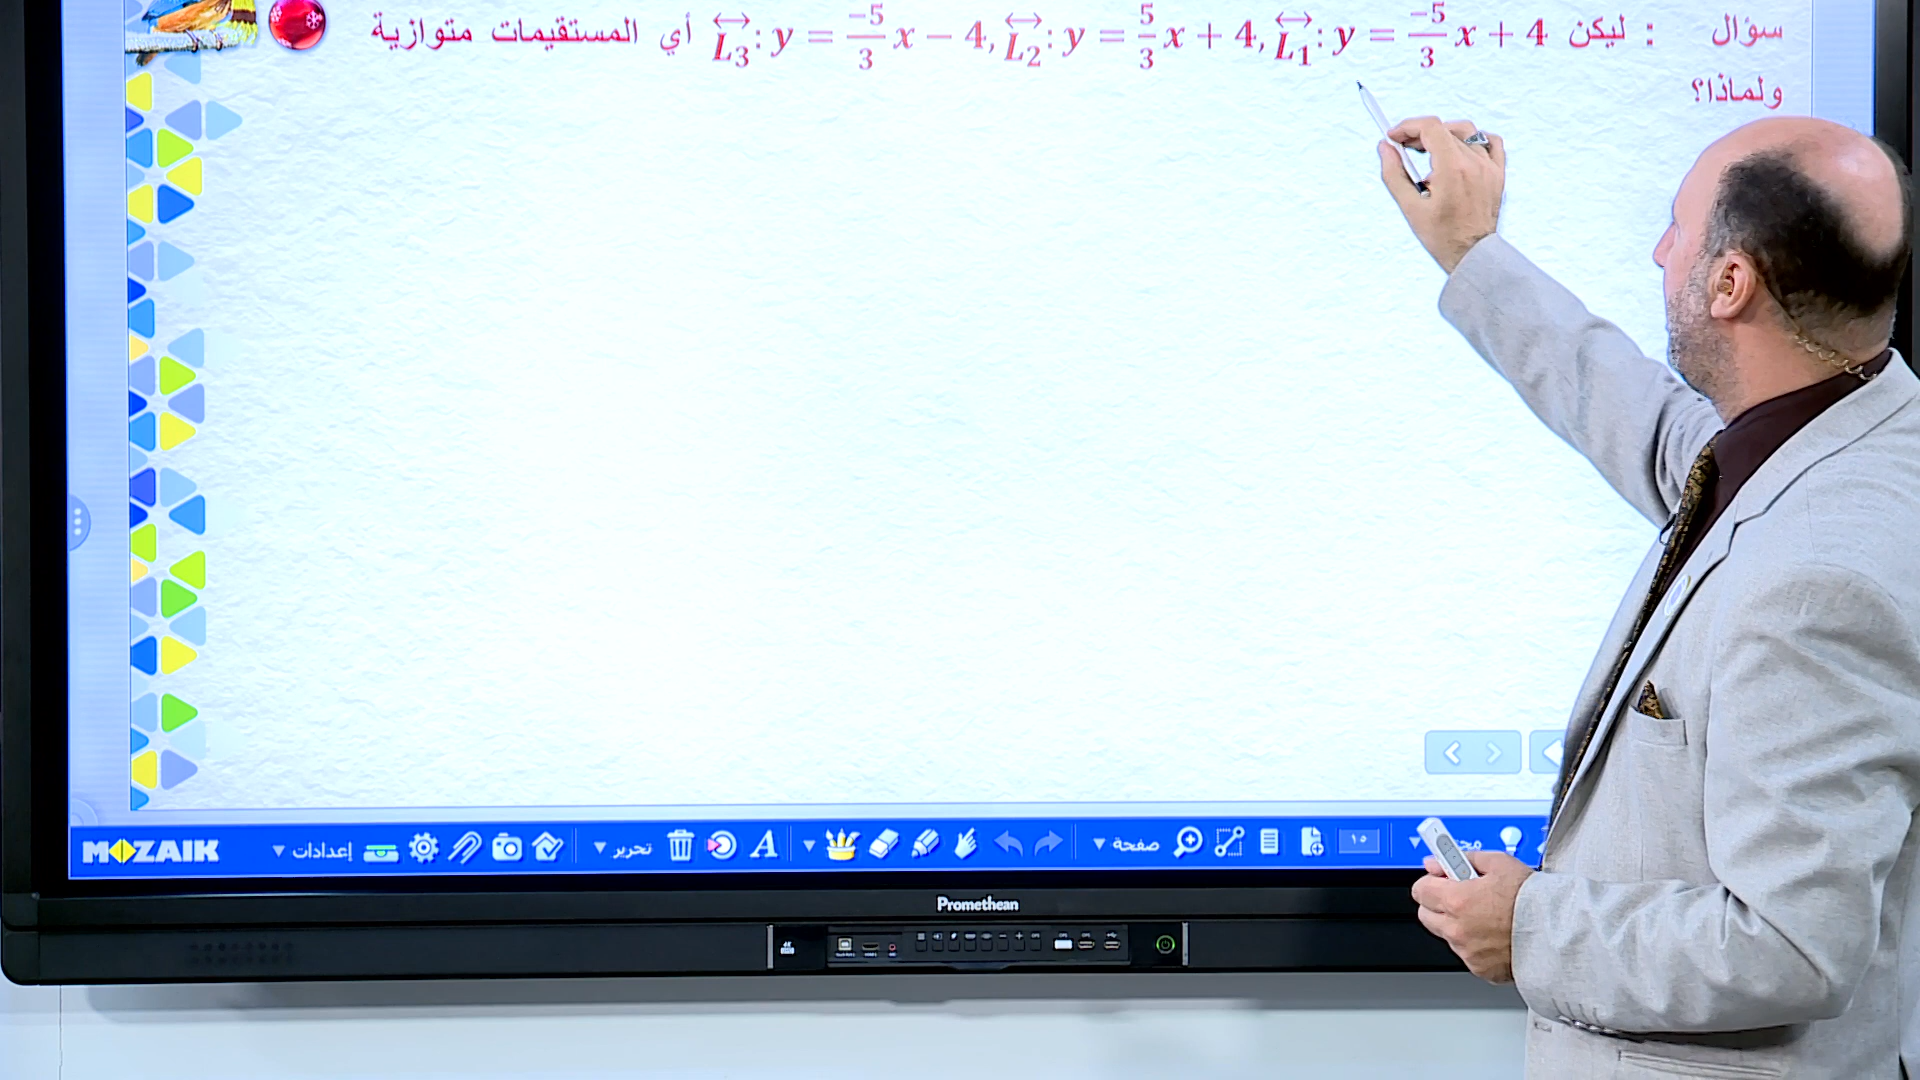 سؤال : ليكن L₁: y = -5/3 x + 4, L₂: y = 5/3 x + 4, L₃: y = -5/3 x − 4 أي المستقيمات متوازية
ولماذا؟
MOZAIK إعدادات تحرير A صفحة ١٥
Promethean